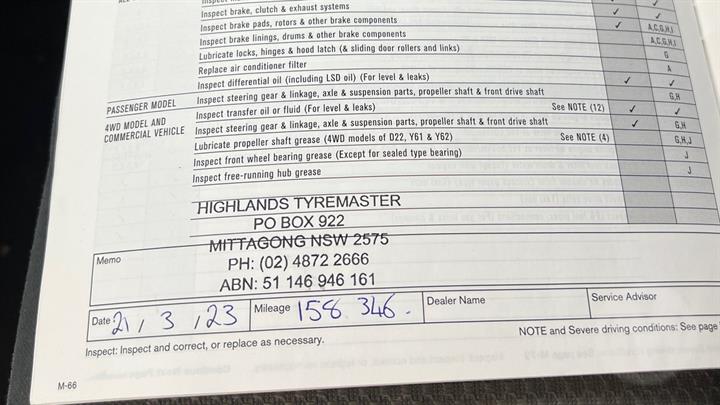 Inspect brake, clutch & exhaust systems ✓ ✓
Inspect brake pads, rotors & other brake components ✓ A,C,G,H,I
Inspect brake linings, drums & other brake components A,C,G,H,I
Lubricate locks, hinges & hood latch (& sliding door rollers and links) G
Replace air conditioner filter A
Inspect differential oil (including LSD oil) (For level & leaks) ✓ ✓
PASSENGER MODEL Inspect steering gear & linkage, axle & suspension parts, propeller shaft & front drive shaft G,H
4WD MODEL AND Inspect transfer oil or fluid (For level & leaks) See NOTE (12) ✓ ✓
COMMERCIAL VEHICLE Inspect steering gear & linkage, axle & suspension parts, propeller shaft & front drive shaft ✓ G,H
Lubricate propeller shaft grease (4WD models of D22, Y61 & Y62) See NOTE (4) G,H,J
Inspect front wheel bearing grease (Except for sealed type bearing) J
Inspect free-running hub grease J
HIGHLANDS TYREMASTER
PO BOX 922
MITTAGONG NSW 2575
Memo
PH: (02) 4872 2666
ABN: 51 146 946 161
Date 21 / 3 / 23 Mileage 158 346. Dealer Name Service Advisor
Inspect: Inspect and correct, or replace as necessary. NOTE and Severe driving conditions: See page
M-66